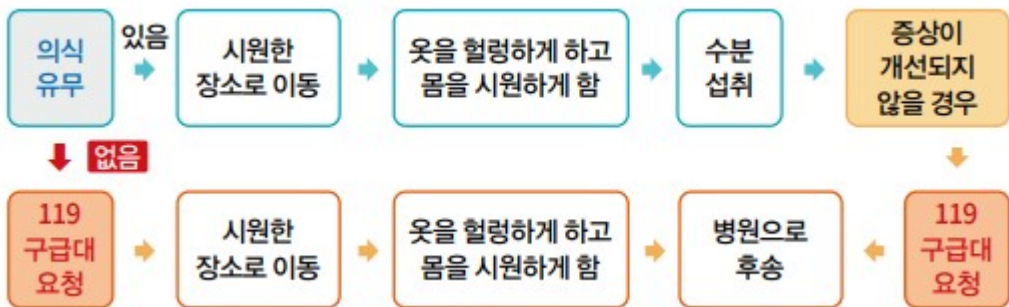 의식
유무
있음
시원한
장소로 이동
옷을 헐렁하게 하고
몸을 시원하게 함
수분
섭취
증상이
개선되지
않을 경우
없음
119
구급대
요청
시원한
장소로 이동
옷을 헐렁하게 하고
몸을 시원하게 함
병원으로
후송
119
구급대
요청